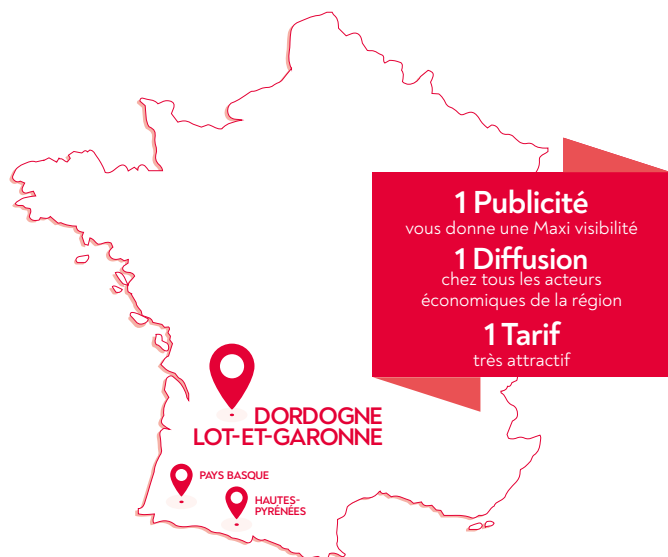 1 Publicité
vous donne une Maxi visibilité
1 Diffusion
chez tous les acteurs
économiques de la région
1 Tarif
très attractif
DORDOGNE
LOT-ET-GARONNE
PAYS BASQUE
HAUTES-
PYRÉNÉES